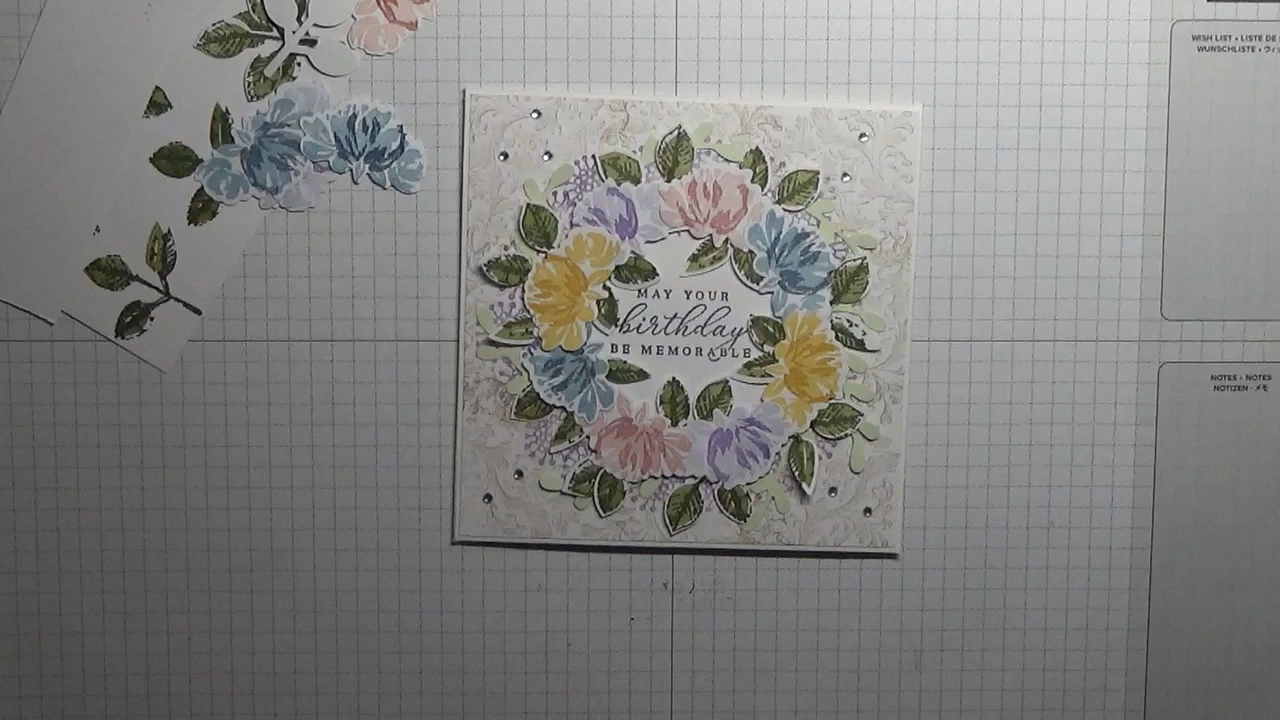 MAY YOUR
birthday
BE MEMORABLE
WISH LIST • LISTE DE
WUNSCHLISTE •
NOTES • NOTES
NOTIZEN • メモ